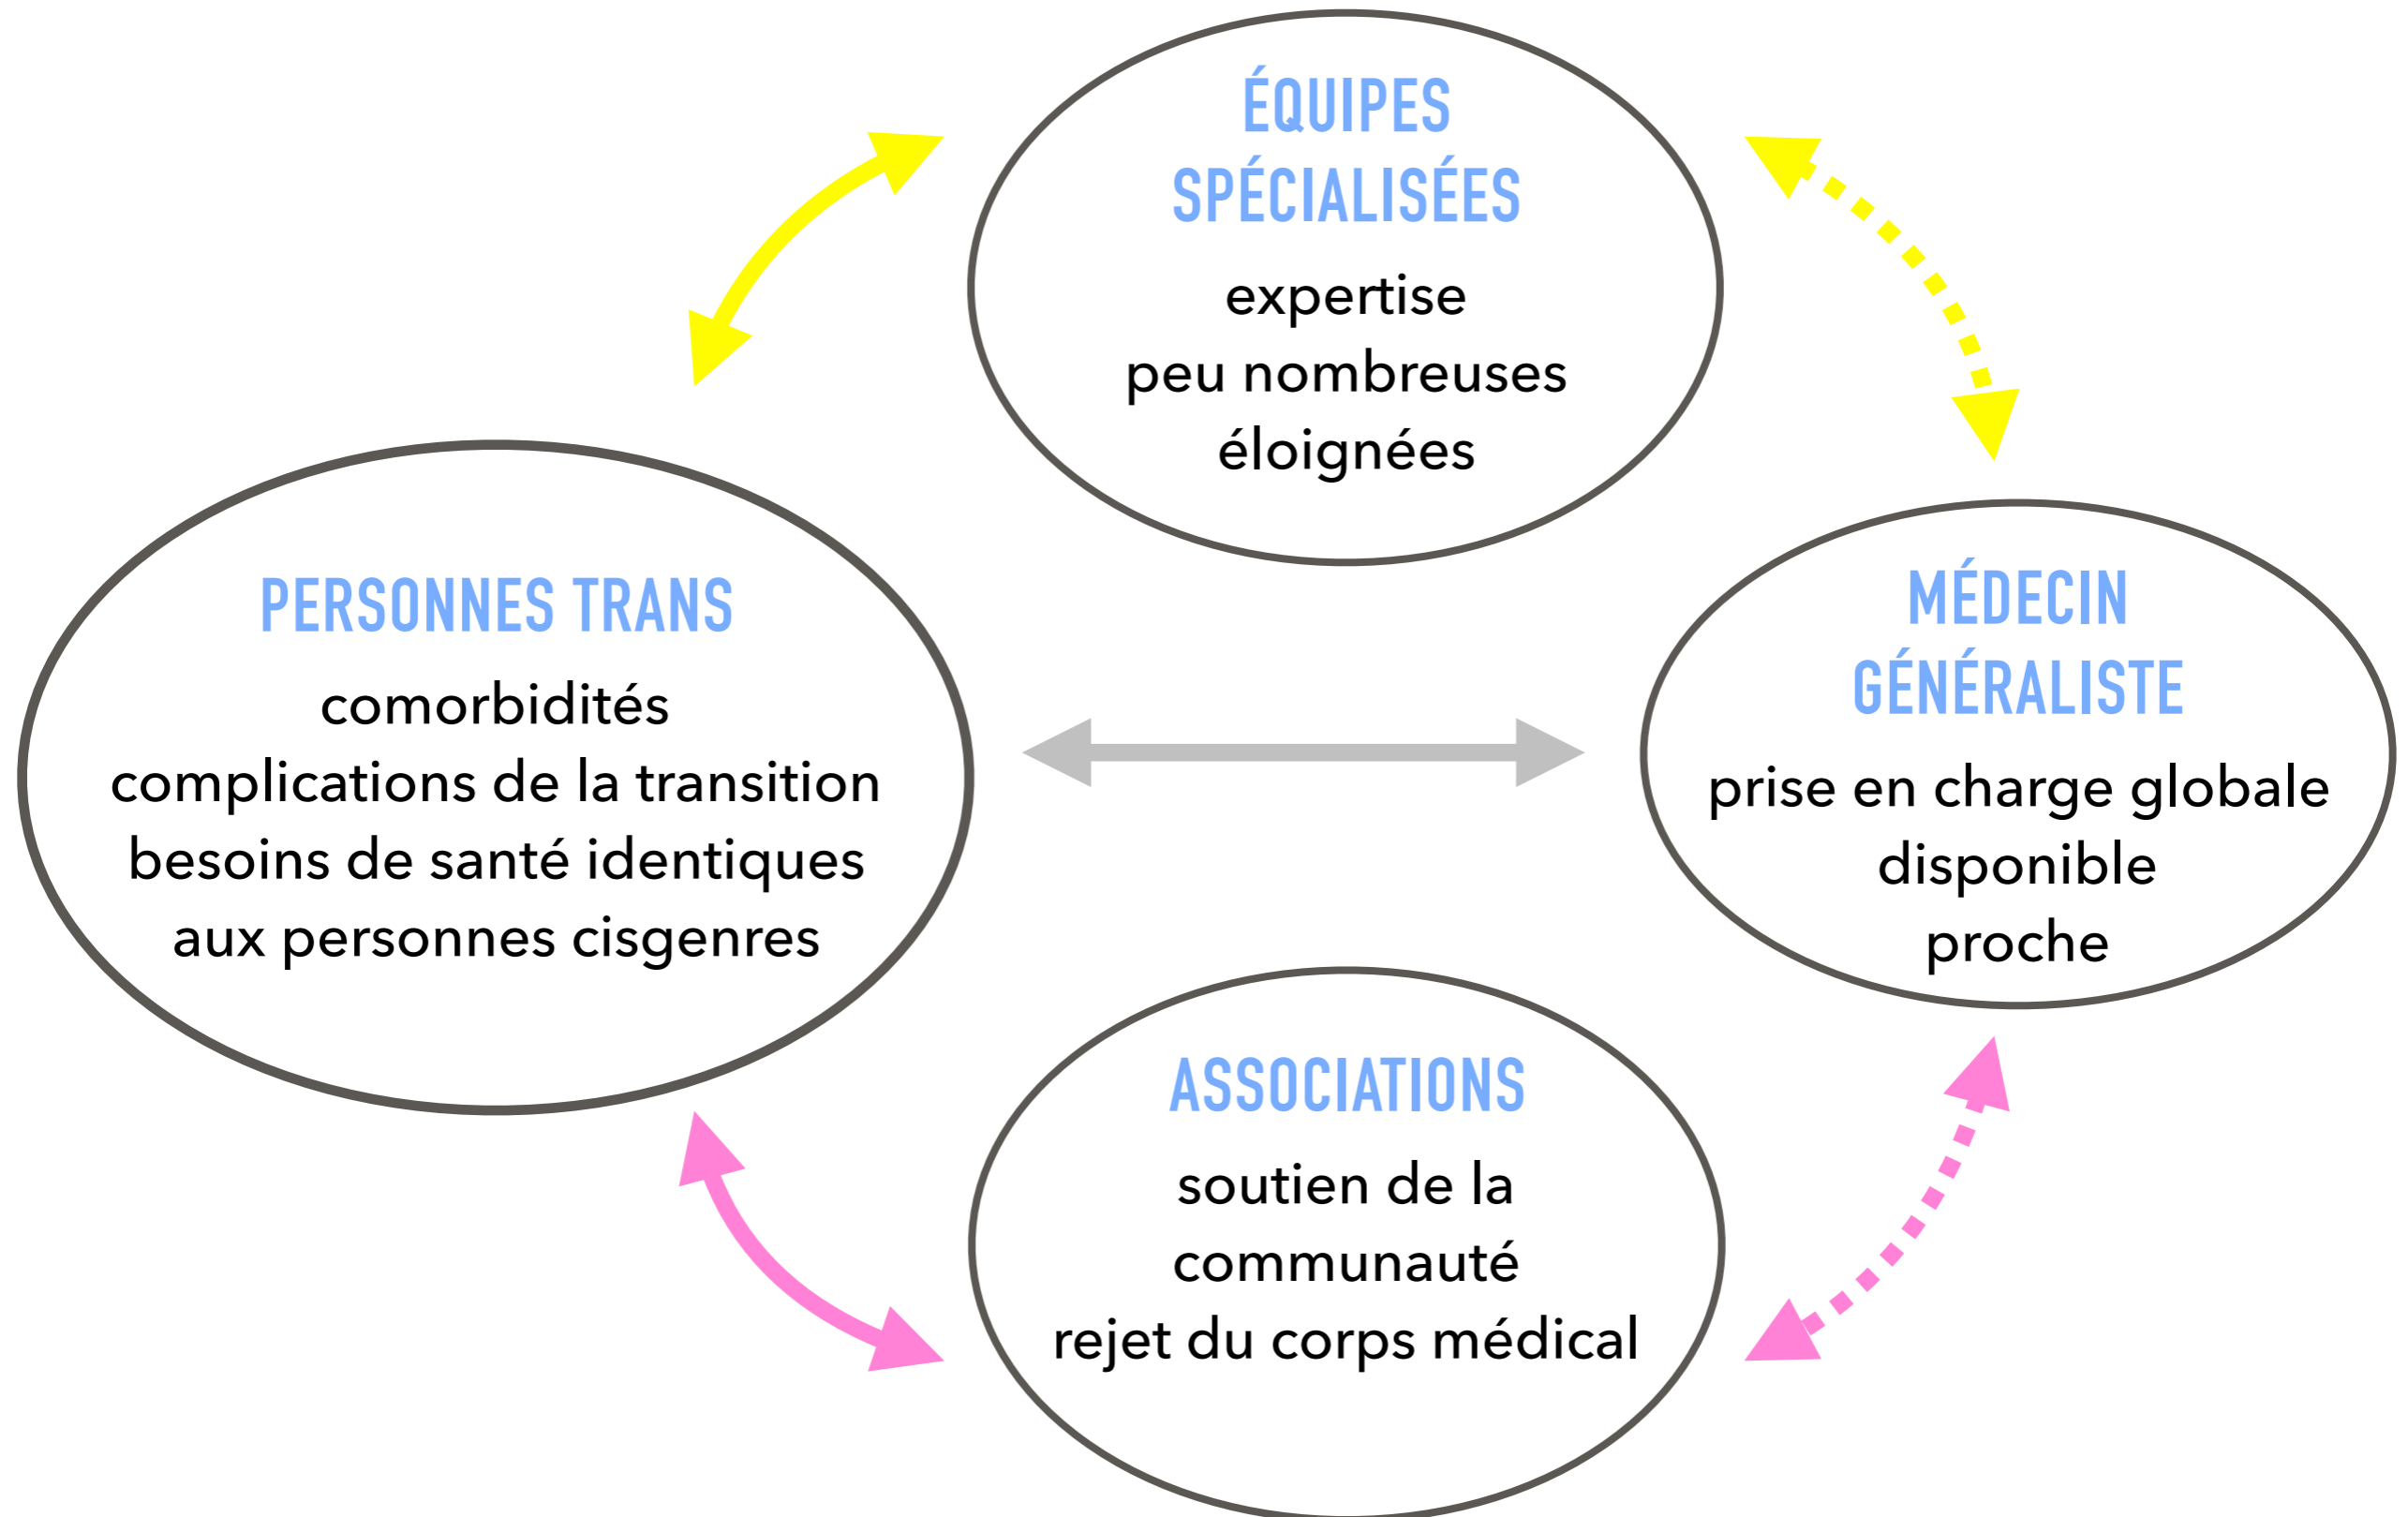 ÉQUIPES
SPÉCIALISÉES
expertise
peu nombreuses
éloignées
PERSONNES TRANS
comorbidités
complications de la transition
besoins de santé identiques
aux personnes cisgenres
MÉDECIN
GÉNÉRALISTE
prise en charge globale
disponible
proche
ASSOCIATIONS
soutien de la
communauté
rejet du corps médical